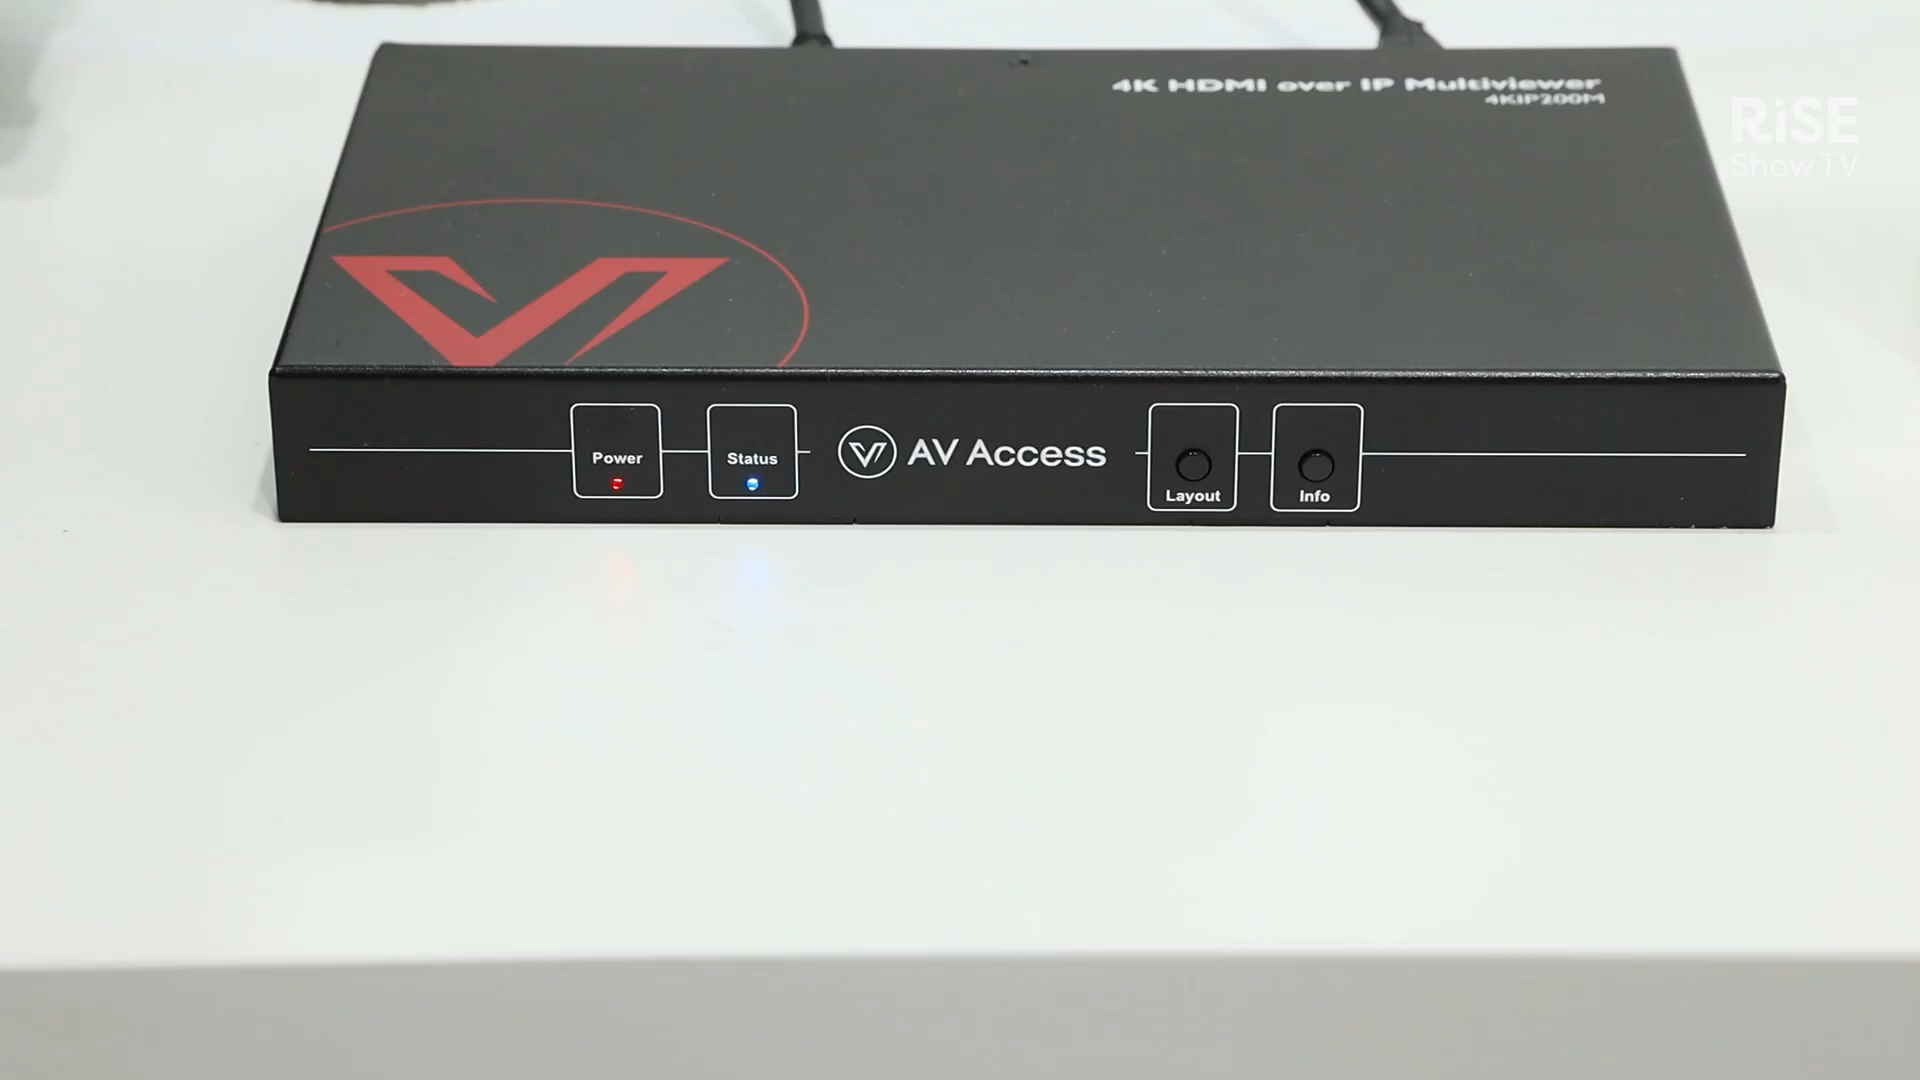 4K HDMI over IP Multiviewer
4KIP200M
RiSE
Show TV
Power
Status
AV Access
Layout
Info